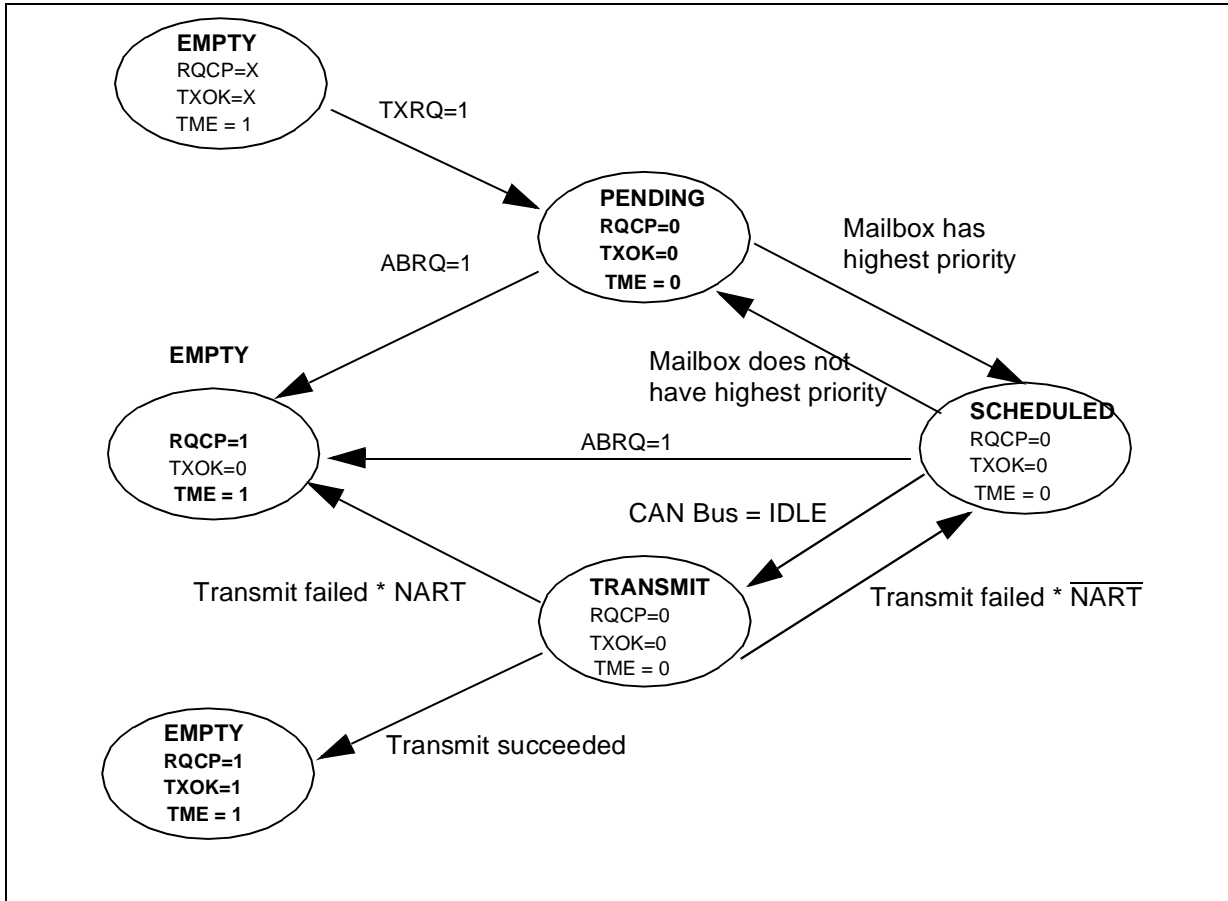 EMPTY
RQCP=X
TXOK=X
TME = 1
TXRQ=1
PENDING
RQCP=0
TXOK=0
TME = 0
Mailbox has
highest priority
ABRQ=1
EMPTY
RQCP=1
TXOK=0
TME = 1
Mailbox does not
have highest priority
SCHEDULED
RQCP=0
TXOK=0
TME = 0
ABRQ=1
CAN Bus = IDLE
Transmit failed * NART
TRANSMIT
RQCP=0
TXOK=0
TME = 0
Transmit failed * N̅A̅R̅T̅
EMPTY
RQCP=1
TXOK=1
TME = 1
Transmit succeeded